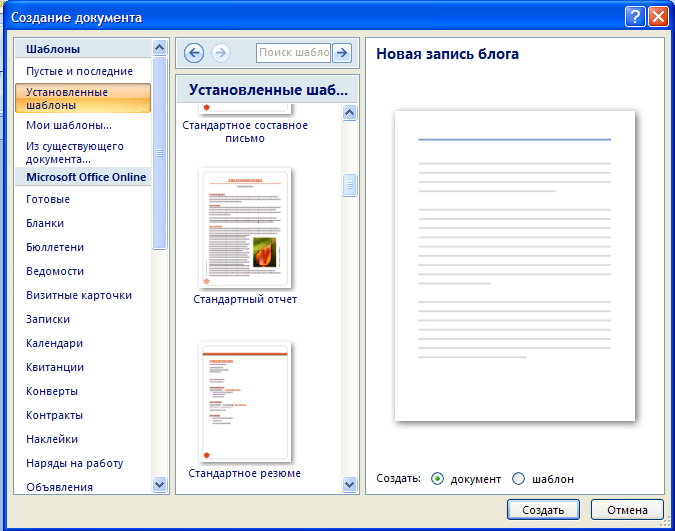 Создание документа
Шаблоны
Пустые и последние
Установленные
шаблоны
Мои шаблоны...
Из существующего
документа...
Microsoft Office Online
Готовые
Бланки
Бюллетени
Ведомости
Визитные карточки
Записки
Календари
Квитанции
Конверты
Контракты
Наклейки
Наряды на работу
Объявления
Поиск шабло
Установленные шаб...
Стандартное составное
письмо
Стандартный отчет
Стандартное резюме
Новая запись блога
Создать: документ шаблон
Создать Отмена